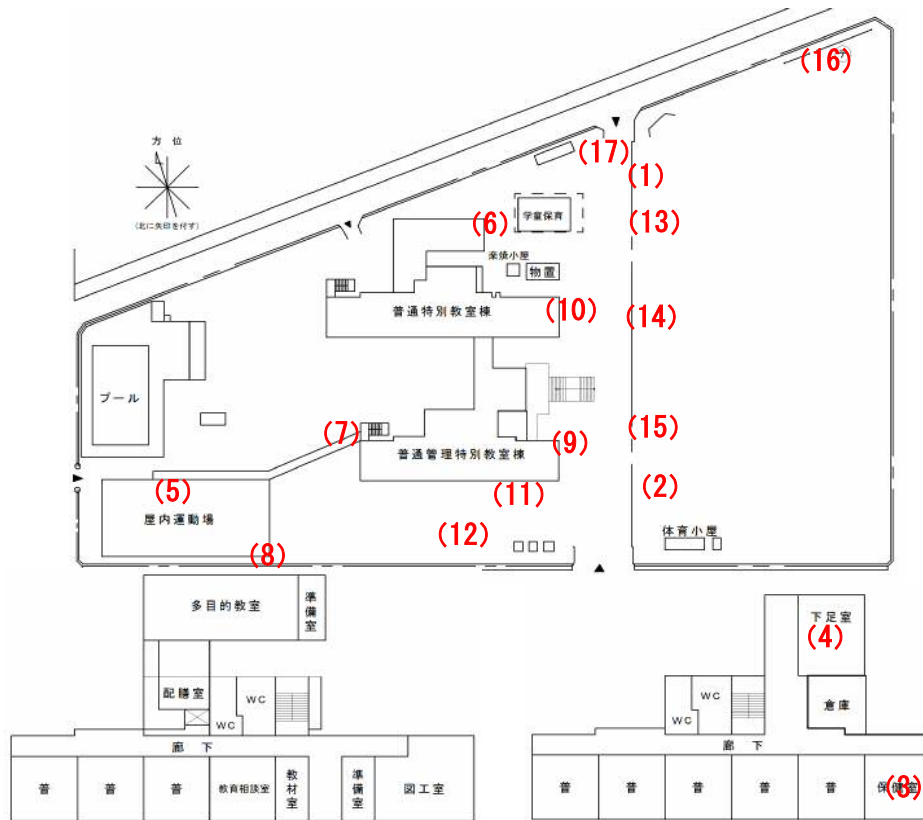 (16)
方 位
(17)
(1)
(北に矢印を付す)
(6)
学童保育
(13)
楽焼小屋
物置
普通特別教室棟
(10)
(14)
プール
(7)
普通管理特別教室棟
(9)
(15)
(5)
(11)
(2)
屋内運動場
(12)
体育小屋
(8)
多目的教室
準備室
配膳室
WC
WC
廊 下
普
普
普
教育相談室
教材室
準備室
図工室
下足室
(4)
WC
WC
倉庫
廊 下
普
普
普
普
普
保健室
(3)